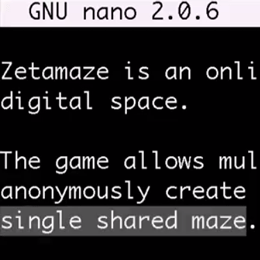 GNU nano 2.0.6
Zetamaze is an onli
digital space.
The game allows mul
anonymously create
single shared maze.